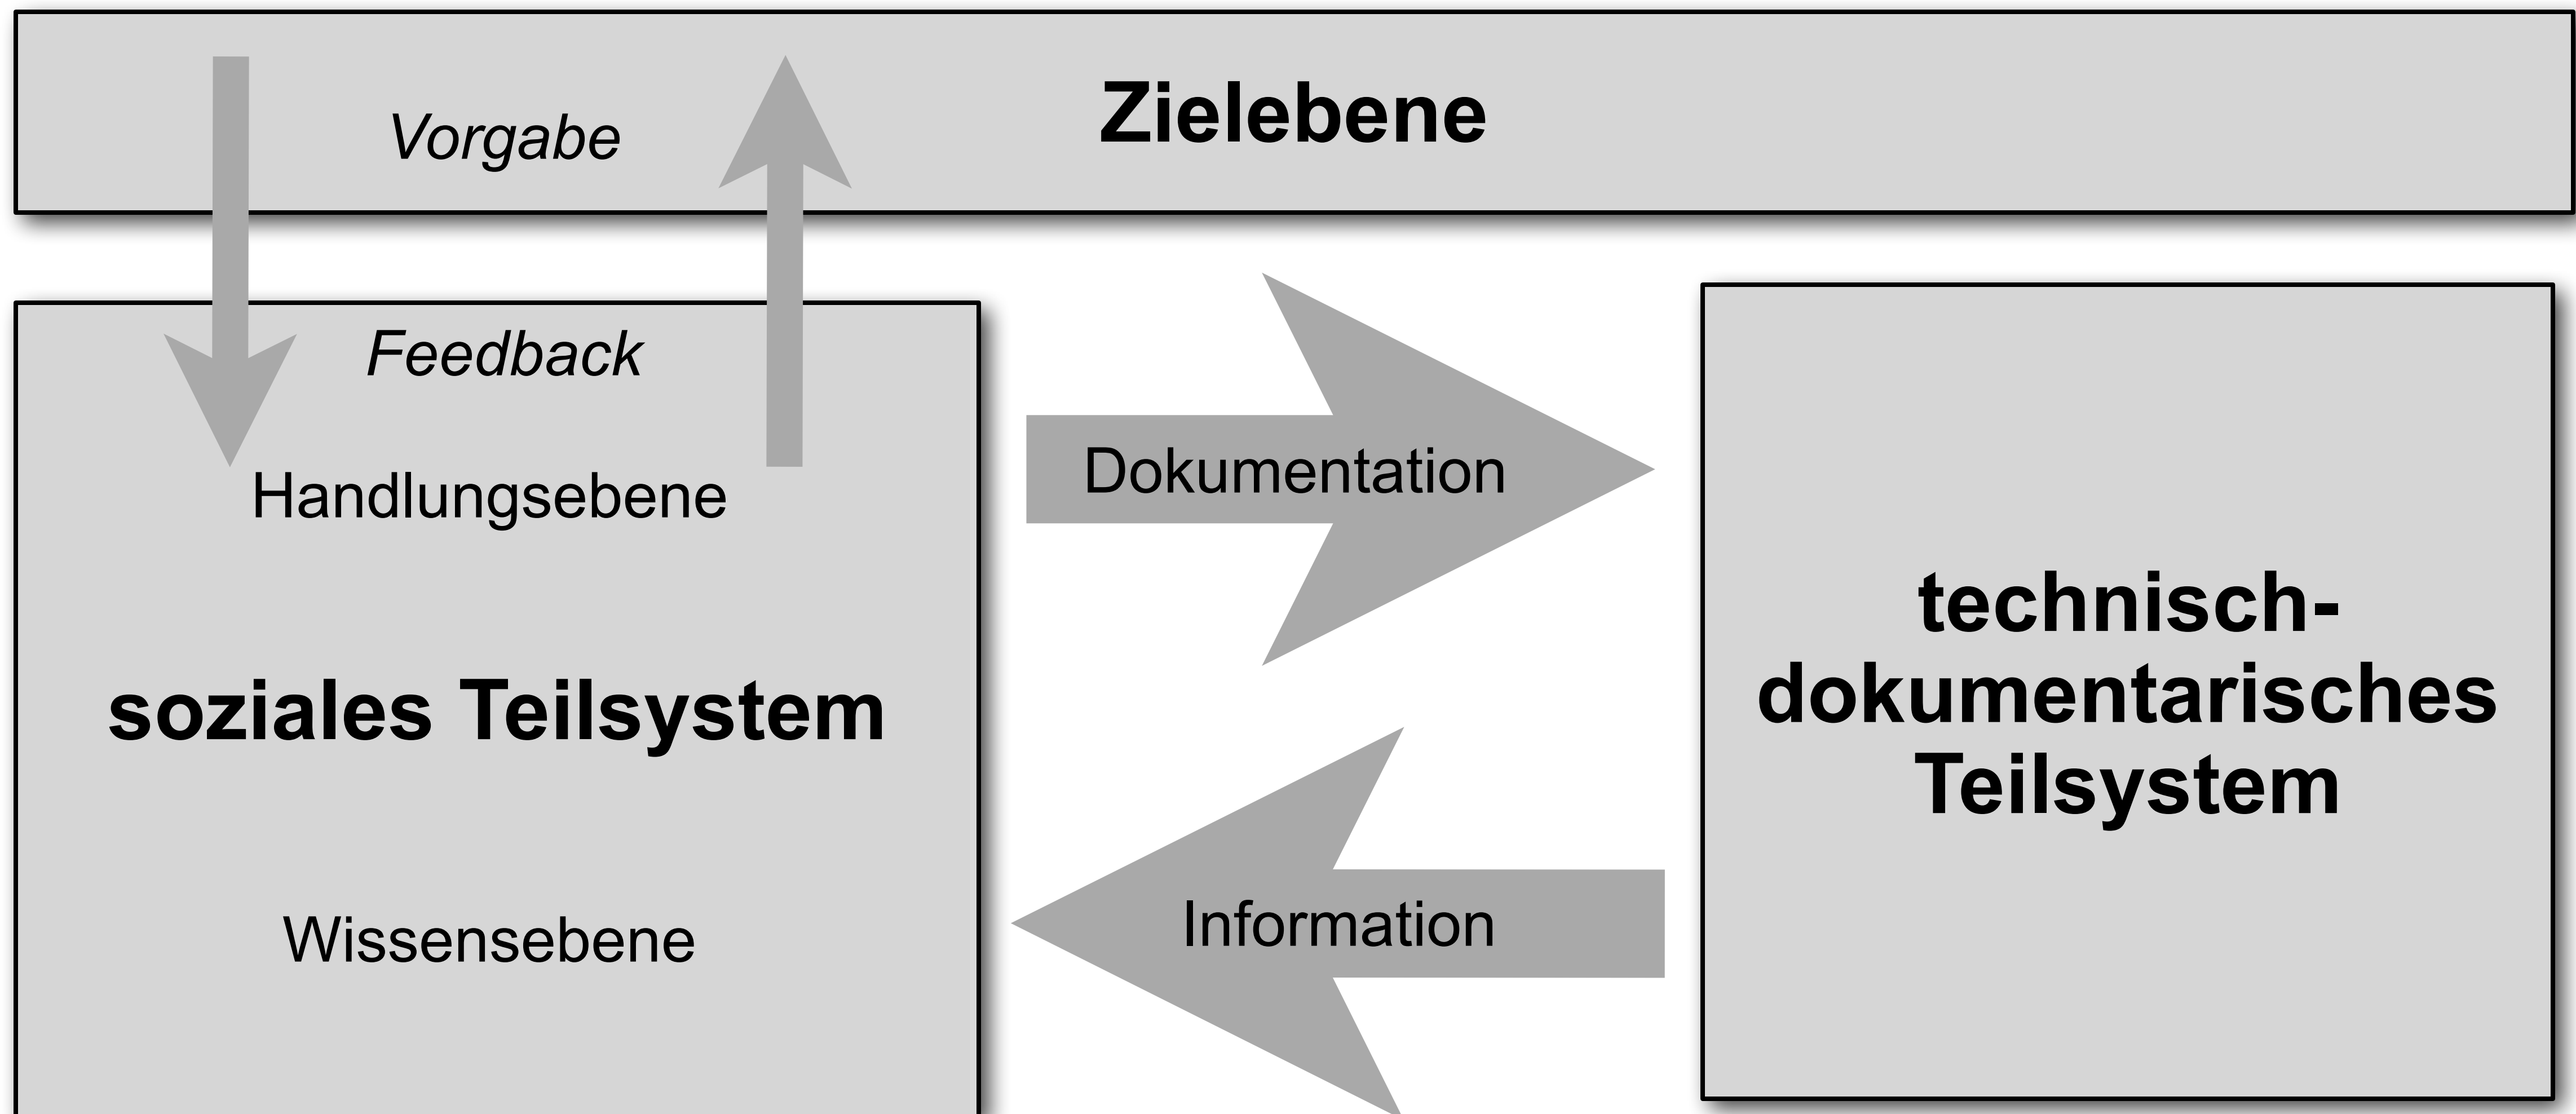 Zielebene
Vorgabe
Feedback
Handlungsebene
soziales Teilsystem
Wissensebene
Dokumentation
Information
technisch-
dokumentarisches
Teilsystem